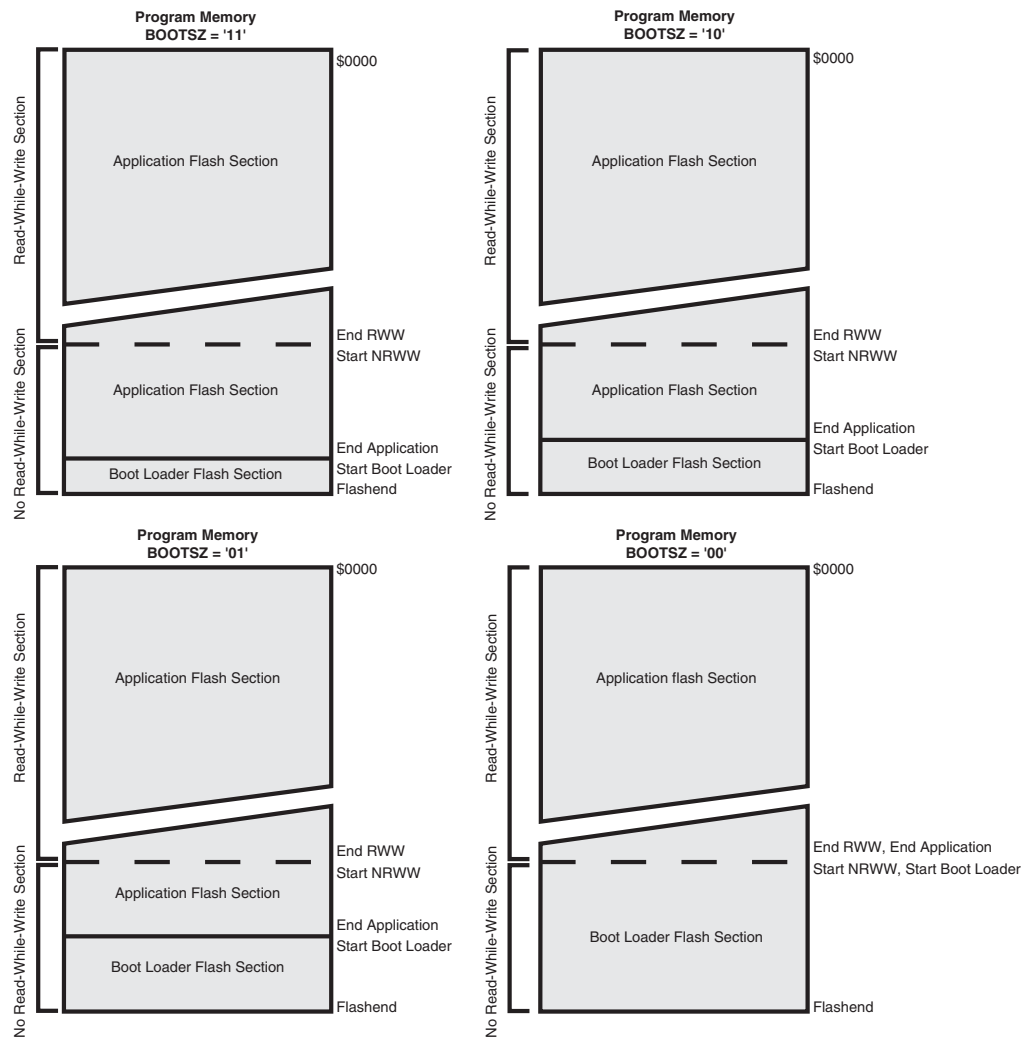 Program Memory
BOOTSZ = '11'
$0000
Read-While-Write Section
Application Flash Section
End RWW
Start NRWW
No Read-While-Write Section
Application Flash Section
End Application
Start Boot Loader
Boot Loader Flash Section
Flashend
Program Memory
BOOTSZ = '10'
$0000
Read-While-Write Section
Application Flash Section
End RWW
Start NRWW
No Read-While-Write Section
Application Flash Section
End Application
Start Boot Loader
Boot Loader Flash Section
Flashend
Program Memory
BOOTSZ = '01'
$0000
Read-While-Write Section
Application Flash Section
End RWW
Start NRWW
No Read-While-Write Section
Application Flash Section
End Application
Start Boot Loader
Boot Loader Flash Section
Flashend
Program Memory
BOOTSZ = '00'
$0000
Read-While-Write Section
Application flash Section
End RWW, End Application
Start NRWW, Start Boot Loader
No Read-While-Write Section
Boot Loader Flash Section
Flashend